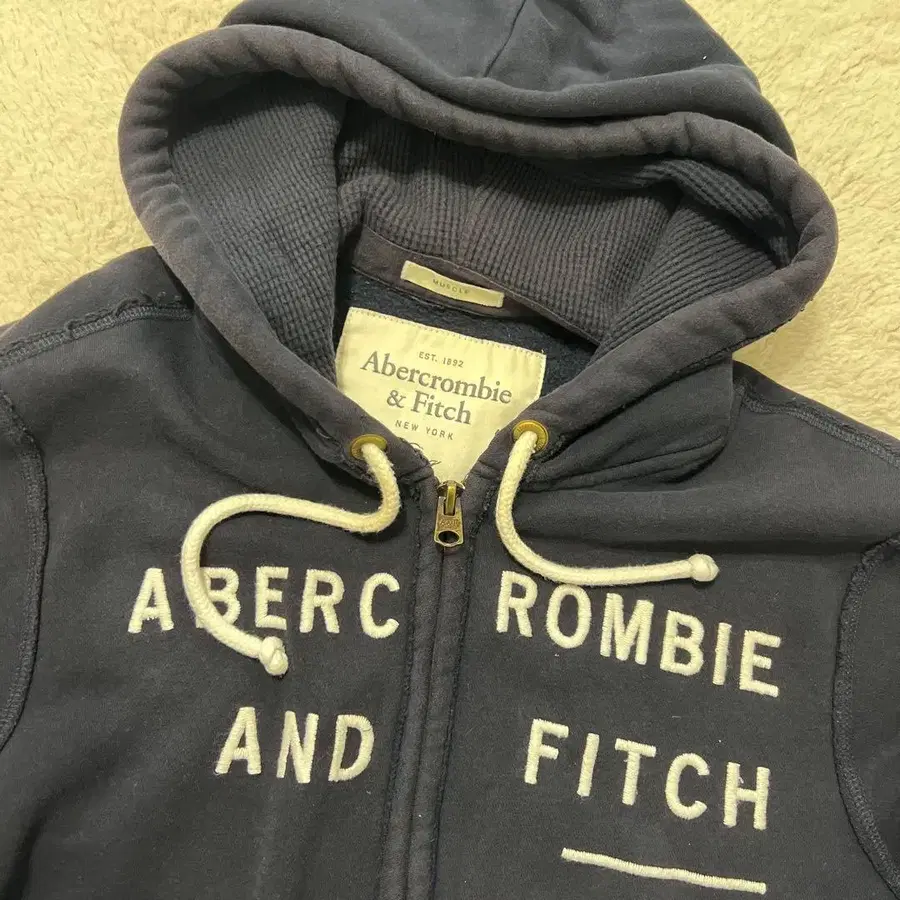 MUSCLE
EST. 1892
Abercrombie
& Fitch
NEW YORK
ABERC ROMBIE
AND FITCH